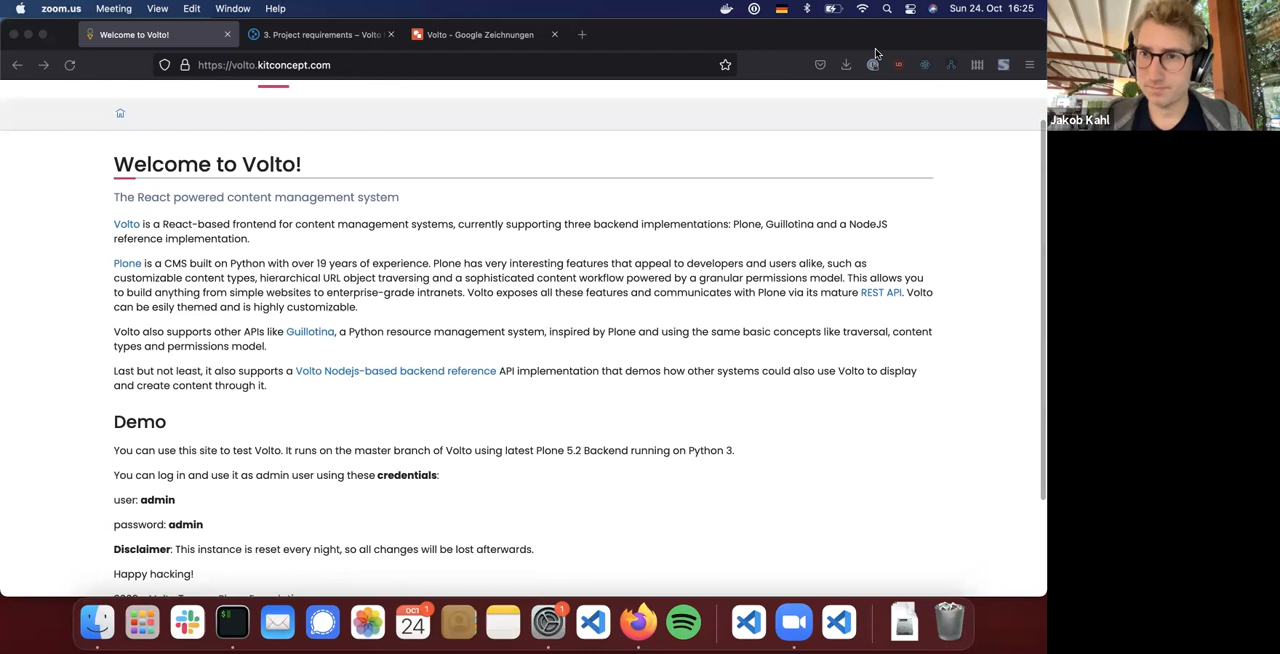 zoom.us Meeting View Edit Window Help Sun 24. Oct 16:25
Welcome to Volto! 3. Project requirements – Volto Volto - Google Zeichnungen
https://volto.kitconcept.com
Jakob Kahl
Welcome to Volto!
The React powered content management system
Volto is a React-based frontend for content management systems, currently supporting three backend implementations: Plone, Guillotina and a NodeJS
reference implementation.
Plone is a CMS built on Python with over 19 years of experience. Plone has very interesting features that appeal to developers and users alike, such as
customizable content types, hierarchical URL object traversing and a sophisticated content workflow powered by a granular permissions model. This allows you
to build anything from simple websites to enterprise-grade intranets. Volto exposes all these features and communicates with Plone via its mature REST API. Volto
can be easily themed and is highly customizable.
Volto also supports other APIs like Guillotina, a Python resource management system, inspired by Plone and using the same basic concepts like traversal, content
types and permissions model.
Last but not least, it also supports a Volto Nodejs-based backend reference API implementation that demos how other systems could also use Volto to display
and create content through it.
Demo
You can use this site to test Volto. It runs on the master branch of Volto using latest Plone 5.2 Backend running on Python 3.
You can log in and use it as admin user using these credentials:
user: admin
password: admin
Disclaimer: This instance is reset every night, so all changes will be lost afterwards.
Happy hacking!
OCT 1 1
24